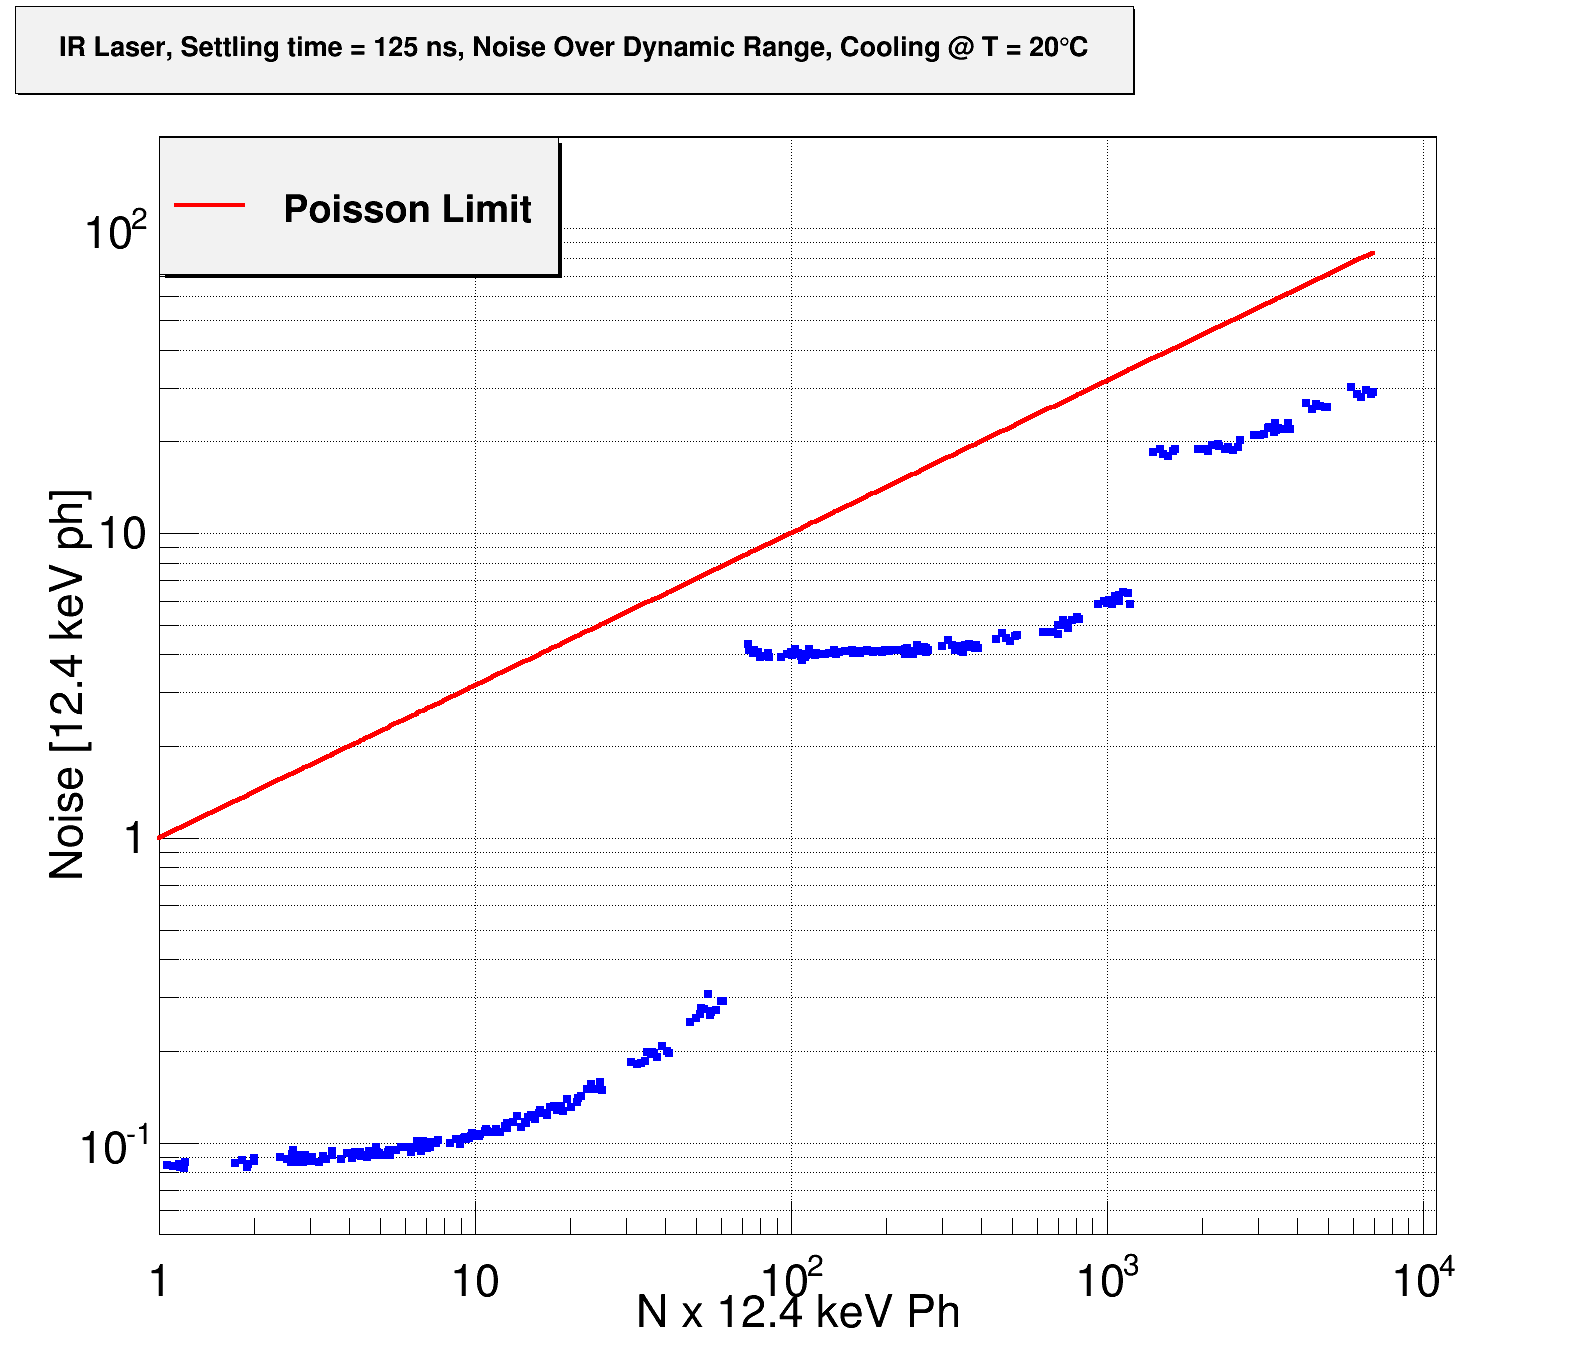 IR Laser, Settling time = 125 ns, Noise Over Dynamic Range, Cooling @ T = 20°C
Poisson Limit
10²
10
1
10⁻¹
Noise [12.4 keV ph]
1 10 10² 10³ 10⁴
N x 12.4 keV Ph